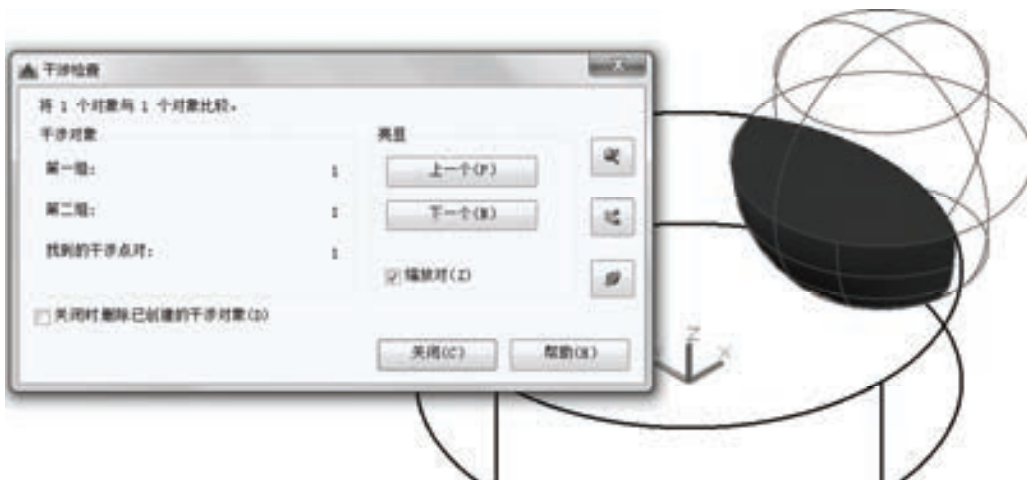 干涉检查
将 1 个对象与 1 个对象比较。
干涉对象
第一组: 1
第二组: 1
找到的干涉点对: 1
亮显
上一个(P)
下一个(N)
缩放对(Z)
关闭时删除已创建的干涉对象(D)
关闭(C)
帮助(H)
Z
X